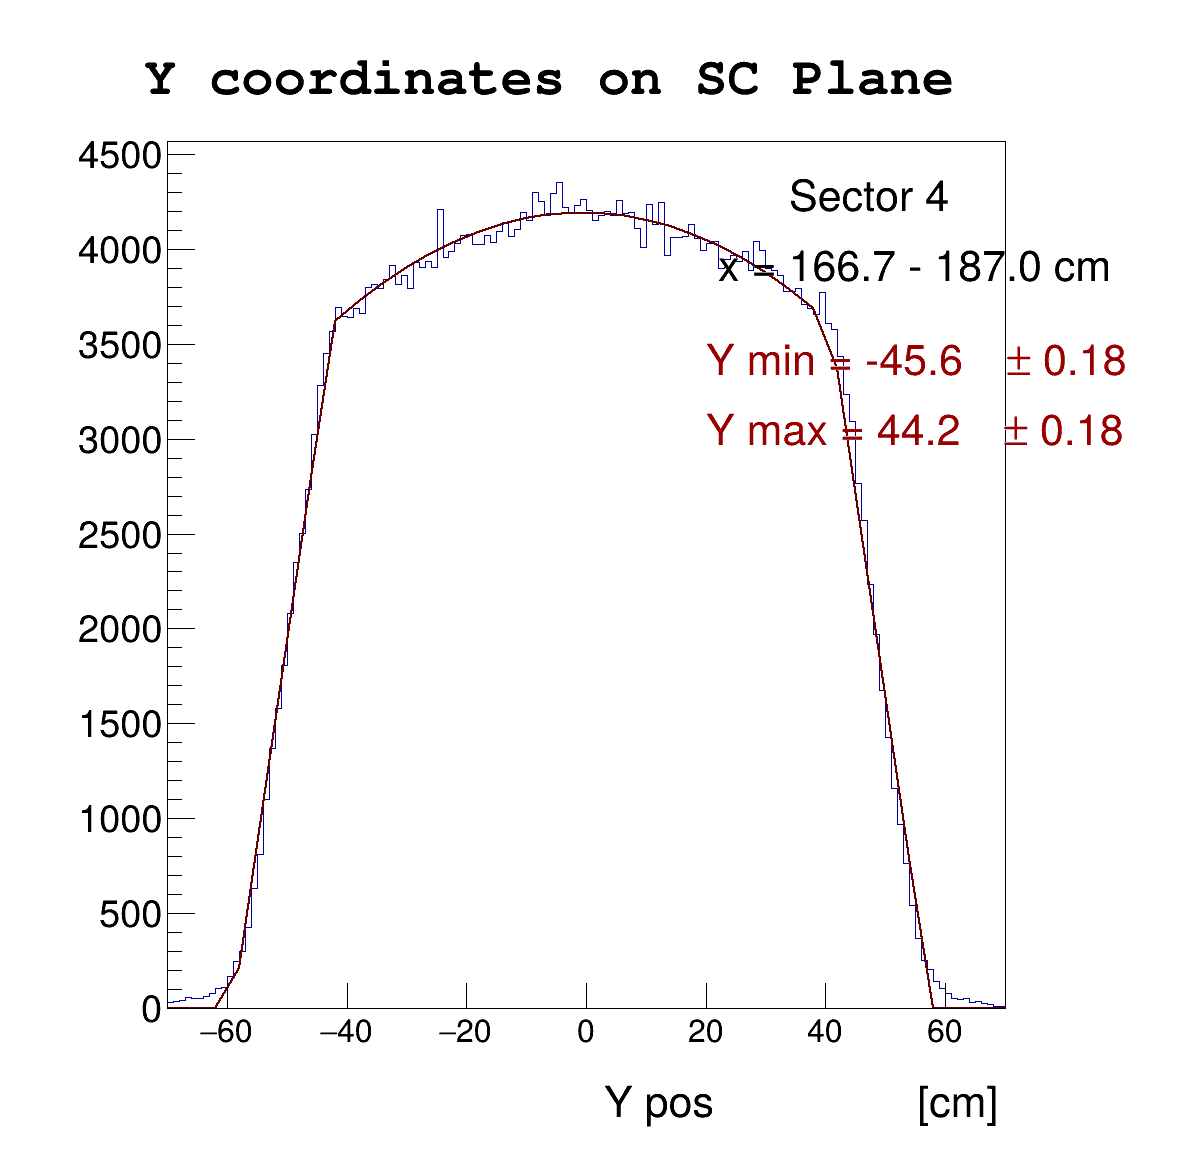 Y coordinates on SC Plane
4500
4000
3500
3000
2500
2000
1500
1000
500
0
Sector 4
x = 166.7 - 187.0 cm
Y min = -45.6 ± 0.18
Y max = 44.2 ± 0.18
−60 −40 −20 0 20 40 60
Y pos [cm]